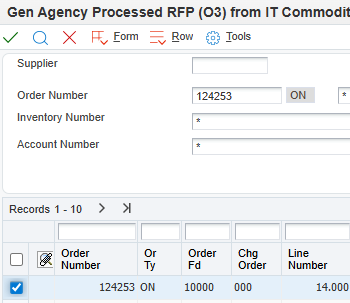 Gen Agency Processed RFP (O3) from IT Commodit
Form Row Tools
Supplier
Order Number 124253 ON *
Inventory Number *
Account Number *
Records 1 - 10
Order Number Or Ty Order Fd Chg Order Line Number
124253 ON 10000 000 14.000